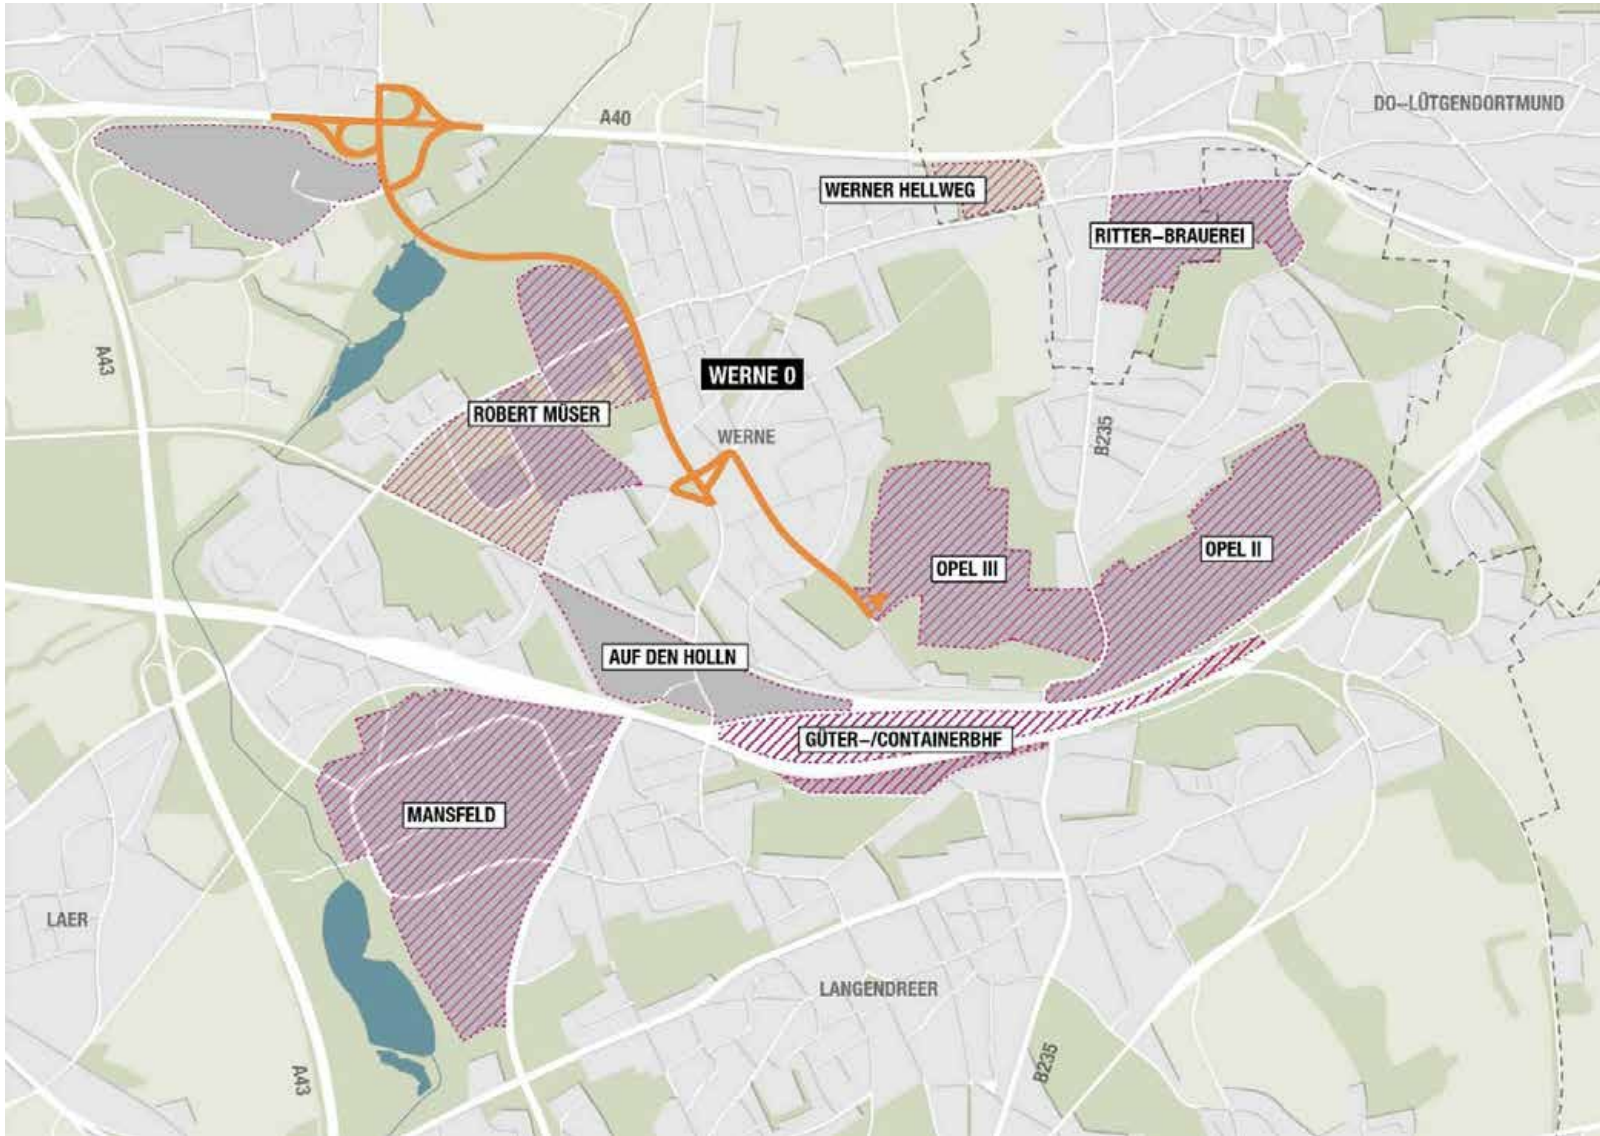 A40
DO–LÜTGENDORTMUND
WERNER HELLWEG
RITTER–BRAUEREI
A43
WERNE 0
ROBERT MÜSER
WERNE
B235
OPEL II
OPEL III
AUF DEN HOLLN
GÜTER–/CONTAINERBHF
MANSFELD
LAER
LANGENDREER
B235
A43